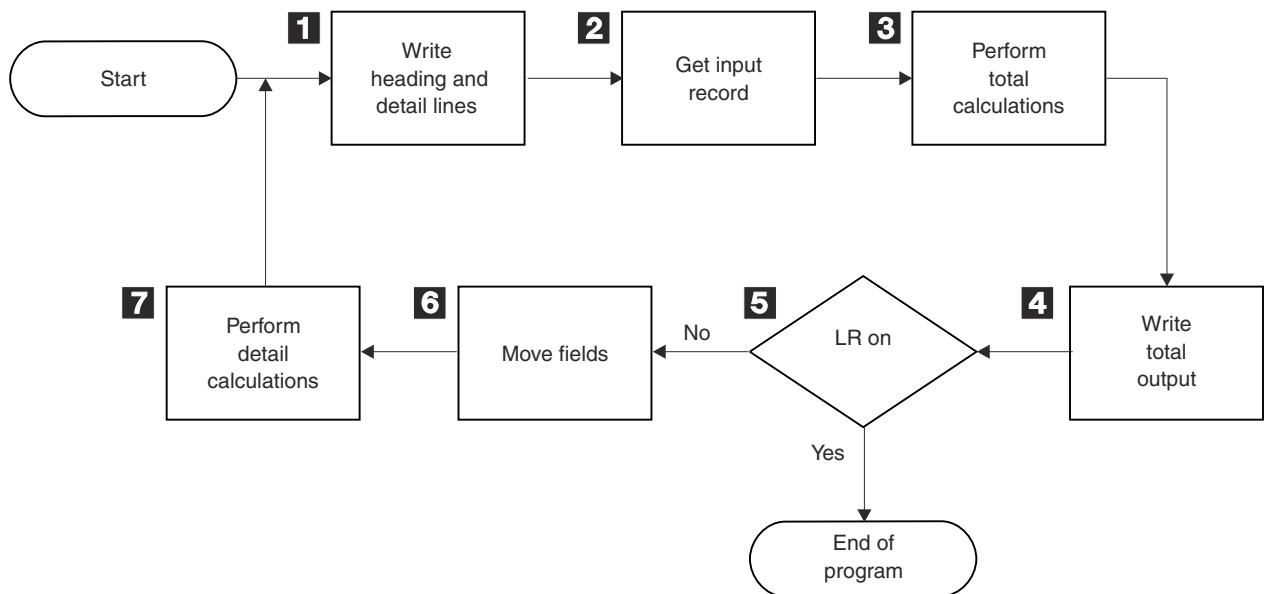 Start
1
Write
heading and
detail lines
2
Get input
record
3
Perform
total
calculations
4
Write
total
output
5
LR on
No
6
Move fields
7
Perform
detail
calculations
Yes
End of
program